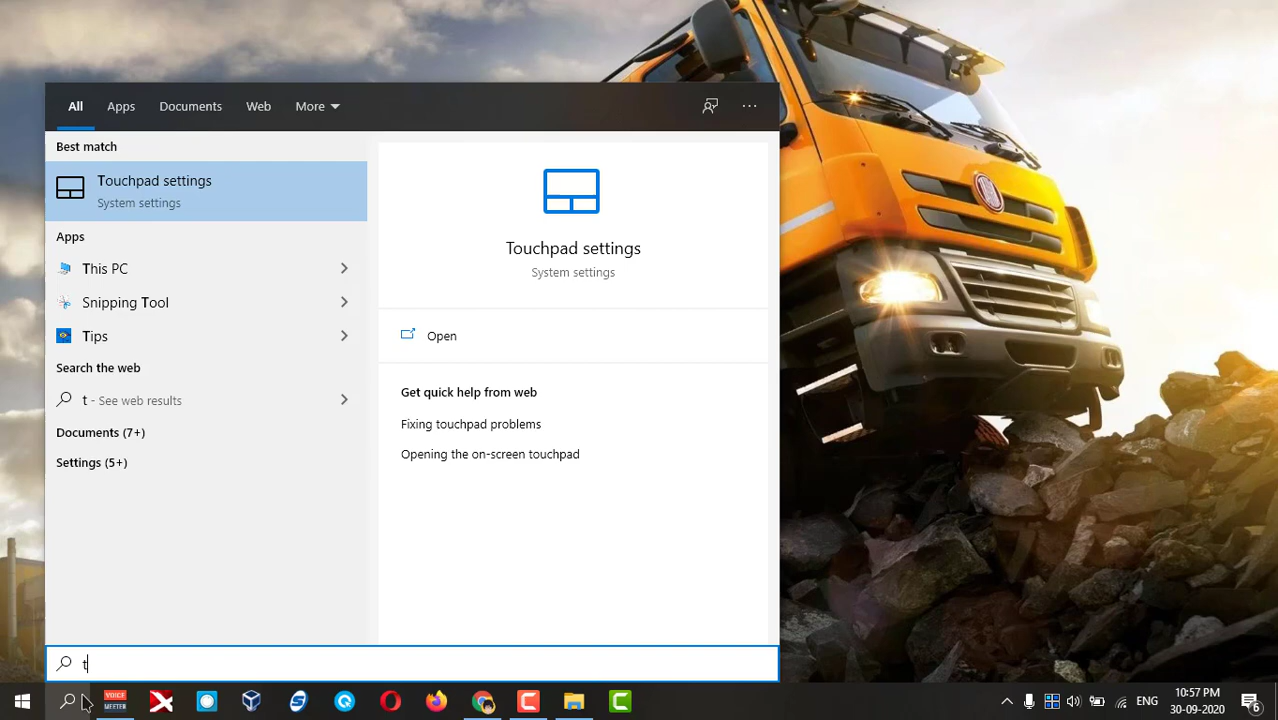 All Apps Documents Web More
Best match
Touchpad settings
System settings
Apps
This PC
Snipping Tool
Tips
Search the web
t - See web results
Documents (7+)
Settings (5+)
Touchpad settings
System settings
Open
Get quick help from web
Fixing touchpad problems
Opening the on-screen touchpad
t
VOICE
MEETER
ENG
10:57 PM
30-09-2020
6